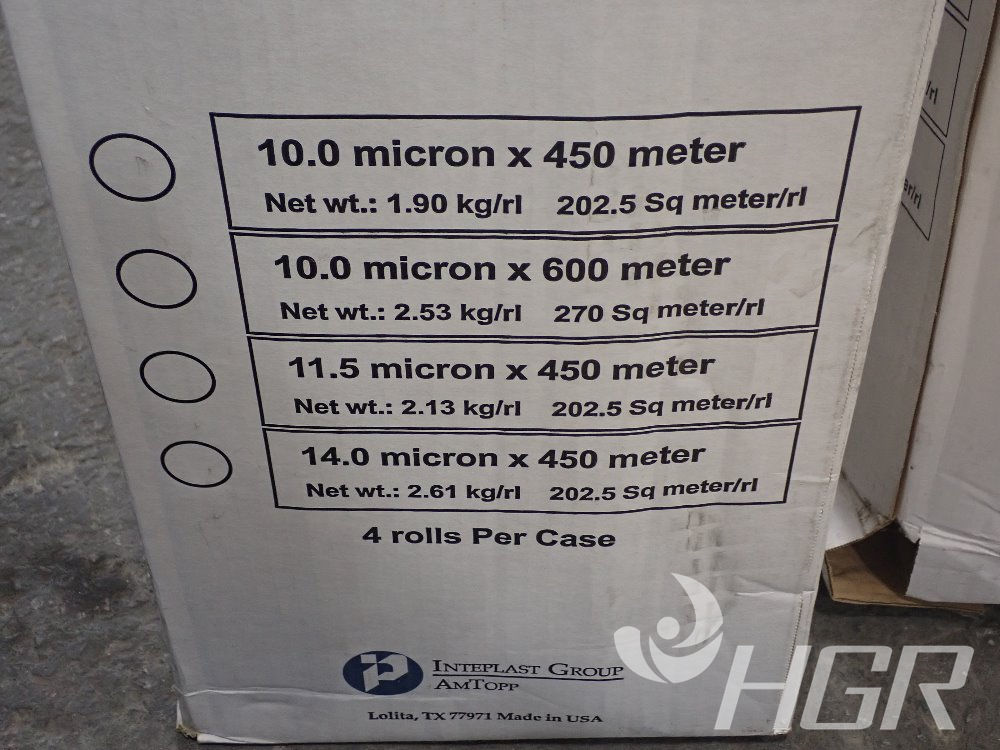 10.0 micron x 450 meter
Net wt.: 1.90 kg/rl 202.5 Sq meter/rl
10.0 micron x 600 meter
Net wt.: 2.53 kg/rl 270 Sq meter/rl
11.5 micron x 450 meter
Net wt.: 2.13 kg/rl 202.5 Sq meter/rl
14.0 micron x 450 meter
Net wt.: 2.61 kg/rl 202.5 Sq meter/rl
4 rolls Per Case
INTEPLAST GROUP
AMTOPP
Lolita, TX 77971 Made in USA
HGR
/rl
er/rl